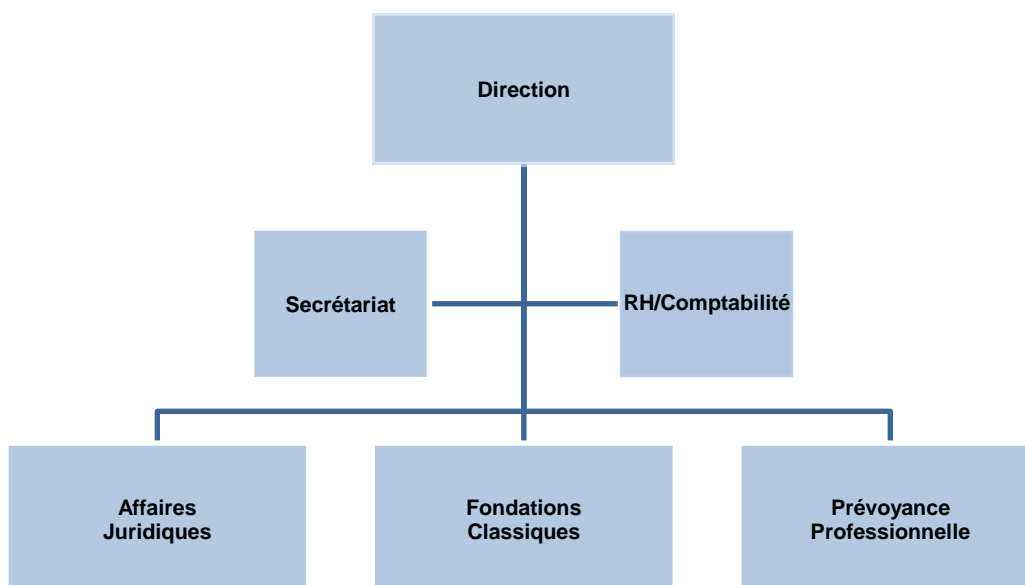 Direction
Secrétariat
RH/Comptabilité
Affaires
Juridiques
Fondations
Classiques
Prévoyance
Professionnelle